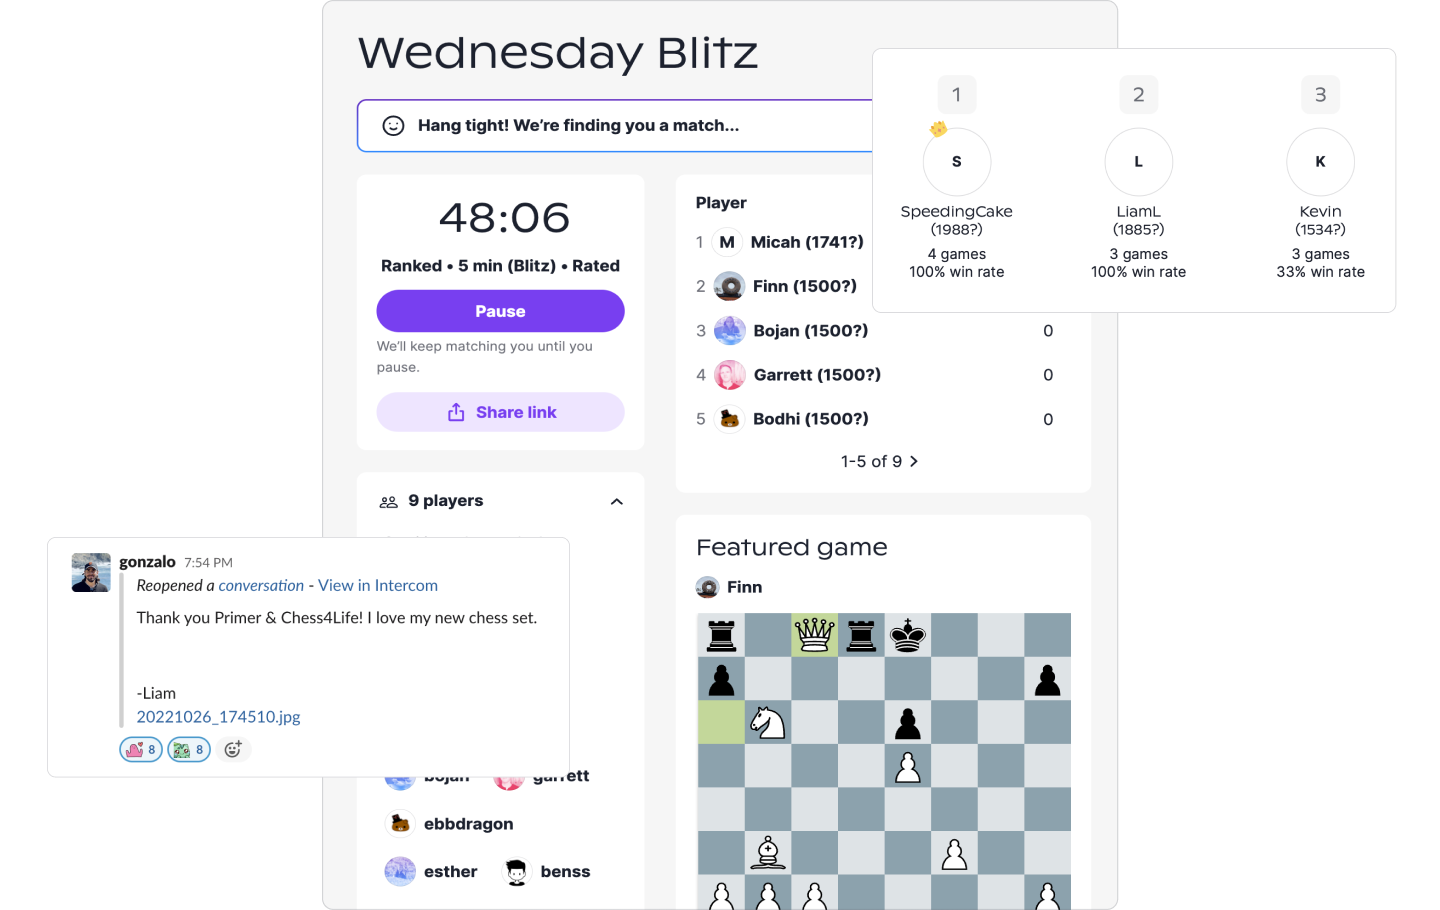 Wednesday Blitz
Hang tight! We’re finding you a match...
48:06
Ranked • 5 min (Blitz) • Rated
Pause
We’ll keep matching you until you
pause.
Share link
9 players
Player
1 M Micah (1741?)
2 Finn (1500?)
3 Bojan (1500?) 0
4 Garrett (1500?) 0
5 Bodhi (1500?) 0
1-5 of 9
1 2 3
S L K
SpeedingCake LiamL Kevin
(1988?) (1885?) (1534?)
4 games 3 games 3 games
100% win rate 100% win rate 33% win rate
gonzalo 7:54 PM
Reopened a conversation - View in Intercom
Thank you Primer & Chess4Life! I love my new chess set.
-Liam
20221026_174510.jpg
8 8
bojan garrett
ebbdragon
esther benss
Featured game
Finn